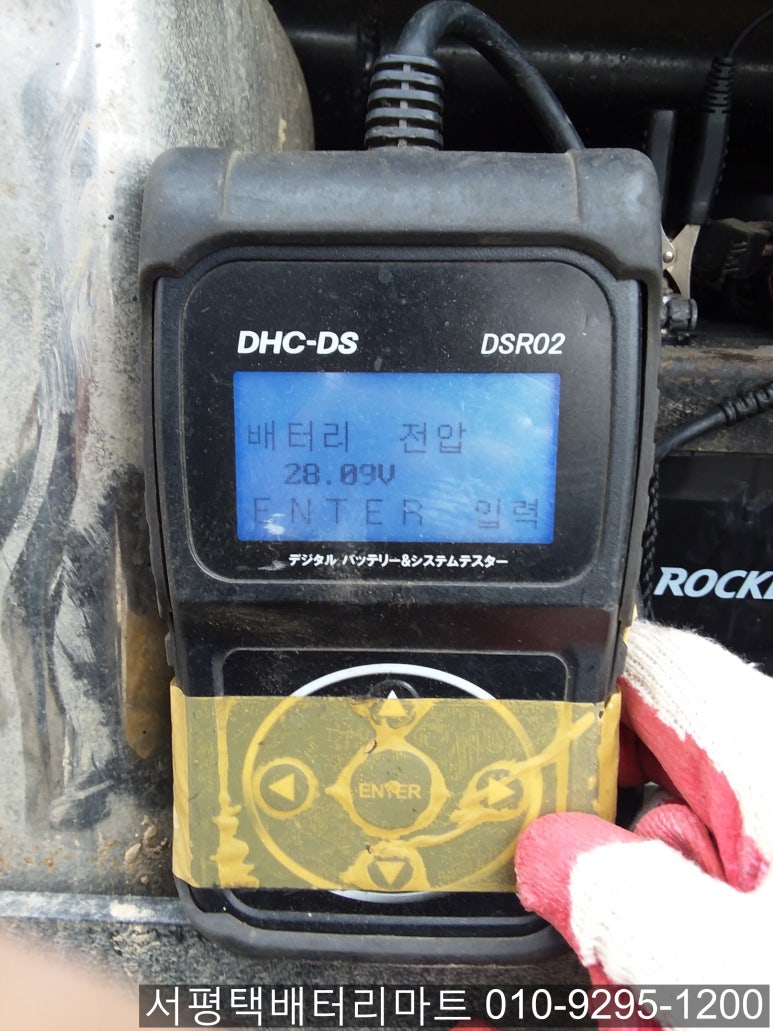 DHC-DS DSR02
배터리 전압
28.09V
ENTER 입력
デジタル バッテリー&システムテスター
ENTER
서평택배터리마트 010-9295-1200